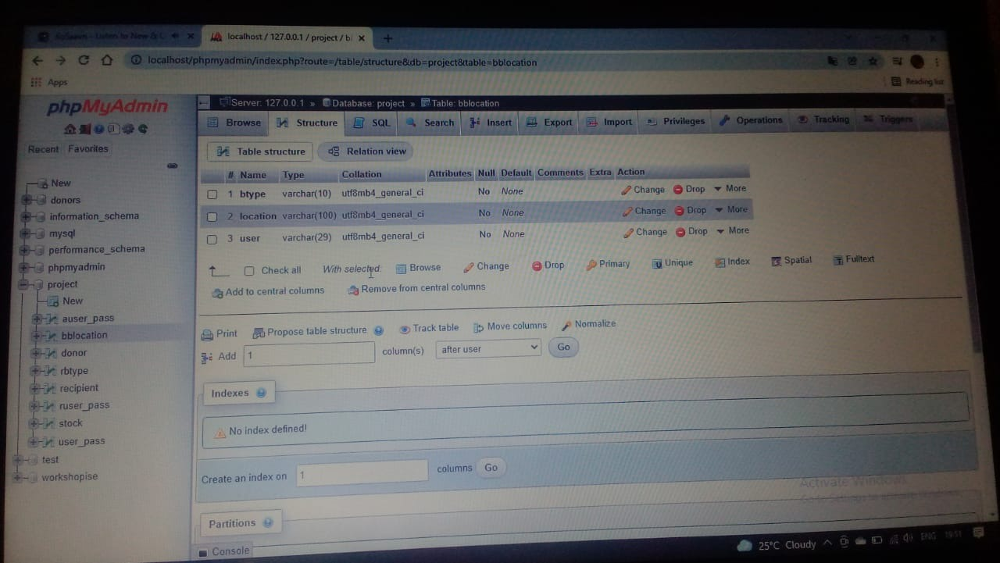 localhost / 127.0.0.1 / project / bl
localhost/phpmyadmin/index.php?route=/table/structure&db=project&table=bblocation
Apps
Reading list
phpMyAdmin
Recent Favorites
New
donors
information_schema
mysql
performance_schema
phpmyadmin
project
New
auser_pass
bblocation
donor
rbtype
recipient
ruser_pass
stock
user_pass
test
workshopise
Server: 127.0.0.1 » Database: project » Table: bblocation
Browse Structure SQL Search Insert Export Import Privileges Operations Tracking Triggers
Table structure Relation view
# Name Type Collation Attributes Null Default Comments Extra Action
1 btype varchar(10) utf8mb4_general_ci No None Change Drop More
2 location varchar(100) utf8mb4_general_ci No None Change Drop More
3 user varchar(29) utf8mb4_general_ci No None Change Drop More
Check all With selected: Browse Change Drop Primary Unique Index Spatial Fulltext
Add to central columns Remove from central columns
Print Propose table structure Track table Move columns Normalize
Add 1 column(s) after user Go
Indexes
No index defined!
Create an index on 1 columns Go
Partitions
Console
Activate Windows
25°C Cloudy ENG 19:51